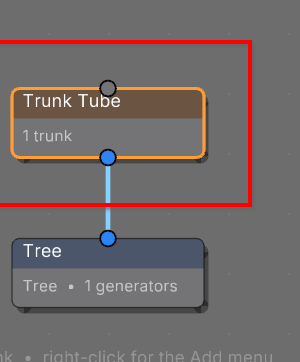 Trunk Tube
1 trunk
Tree
Tree • 1 generators
• right-click for the Add menu